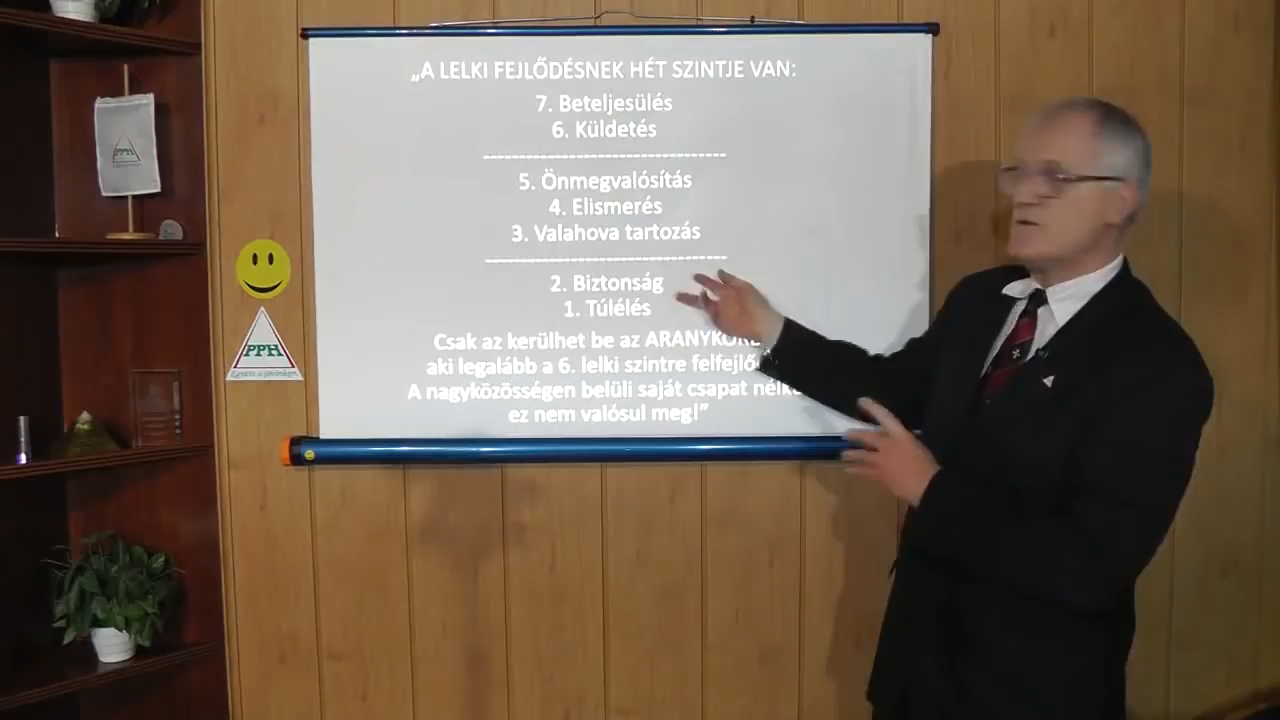 „A LELKI FEJLŐDÉSNEK HÉT SZINTJE VAN:
7. Beteljesülés
6. Küldetés
5. Önmegvalósítás
4. Elismerés
3. Valahova tartozás
2. Biztonság
1. Túlélés
Csak az kerülhet be az
aki legalább a 6. lelki szintre
A nagyközösségen belüli saját csapat
ez nem valósul meg!”
PPH
PPH